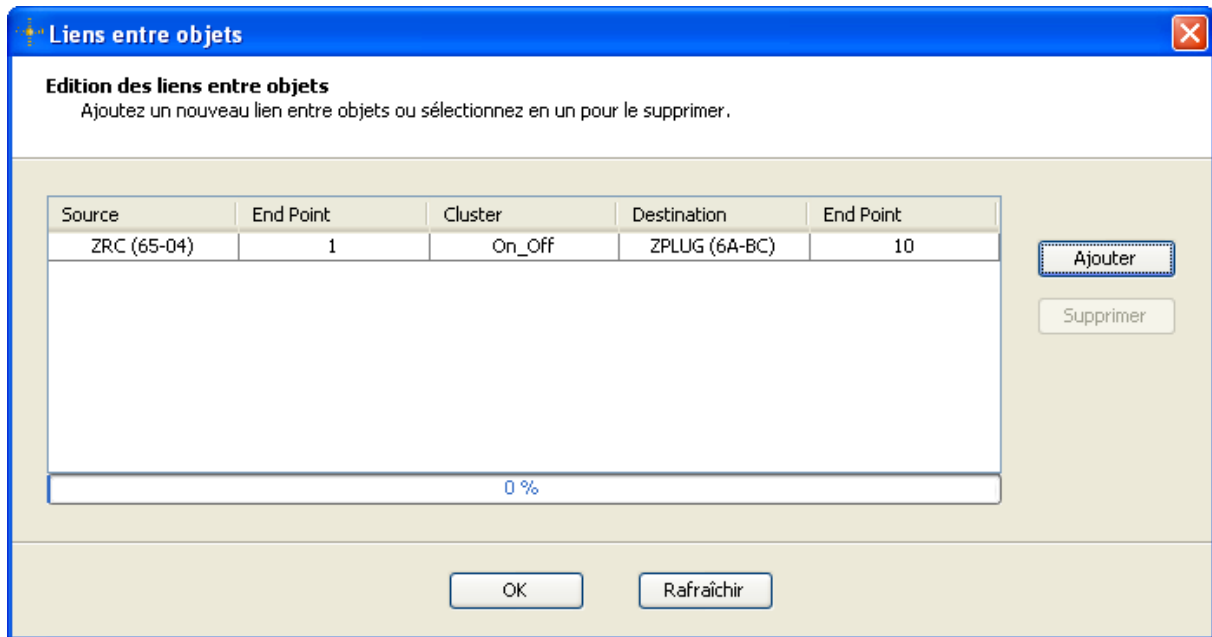 Liens entre objets
Edition des liens entre objets
Ajoutez un nouveau lien entre objets ou sélectionnez en un pour le supprimer.
Source End Point Cluster Destination End Point
ZRC (65-04) 1 On_Off ZPLUG (6A-BC) 10
Ajouter
Supprimer
0 %
OK Rafraîchir